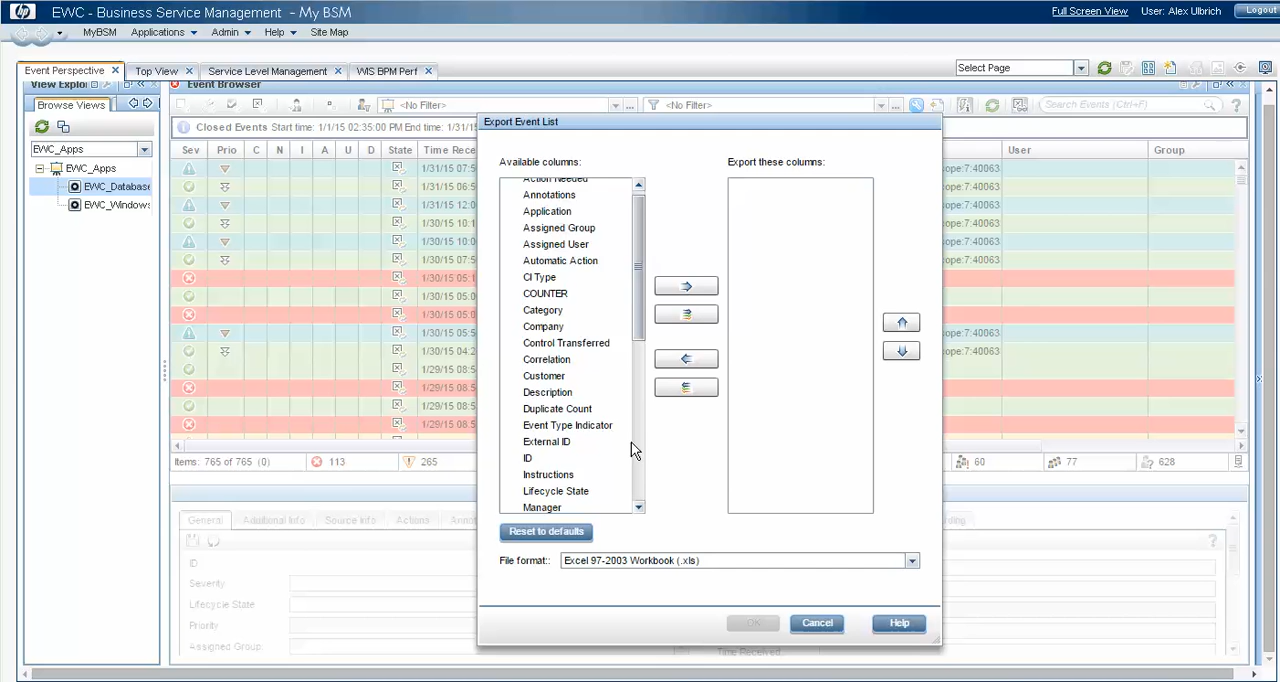 EWC - Business Service Management - My BSM
Full Screen View User: Alex Ulbrich Logout
MyBSM Applications Admin Help Site Map
Event Perspective Top View Service Level Management WIS BPM Perf Select Page
View Explo Event Browser
Browse Views <No Filter> <No Filter> Search Events (Ctrl+F)
EWC_Apps
EWC_Apps
EWC_Database
EWC_Windows
Closed Events Start time: 1/1/15 02:35:00 PM End time: 1/31/15
Sev Prio C N I A U D State Time Rece User Group
1/31/15 07:5
1/31/15 06:5
1/31/15 12:0
1/30/15 10:1
1/30/15 10:0
1/30/15 07:5
1/30/15 05:1
1/30/15 05:0
1/30/15 05:0
1/30/15 05:5
1/30/15 04:2
1/29/15 08:5
1/29/15 08:5
1/29/15 08:5
1/29/15 08:5
scope:7:40063
scope:7:40063
scope:7:40063
scope:7:40063
scope:7:40063
scope:7:40063
scope:7:40063
scope:7:40063
Items: 765 of 765 (0) 113 265 60 77 628
Export Event List
Available columns: Export these columns:
Action Needed
Annotations
Application
Assigned Group
Assigned User
Automatic Action
CI Type
COUNTER
Category
Company
Control Transferred
Correlation
Customer
Description
Duplicate Count
Event Type Indicator
External ID
ID
Instructions
Lifecycle State
Manager
Reset to defaults
File format:: Excel 97-2003 Workbook (.xls)
OK Cancel Help
General Additional Info Source Info Actions Anno
ID
Severity
Lifecycle State
Priority
Assigned Group:
Time Received: